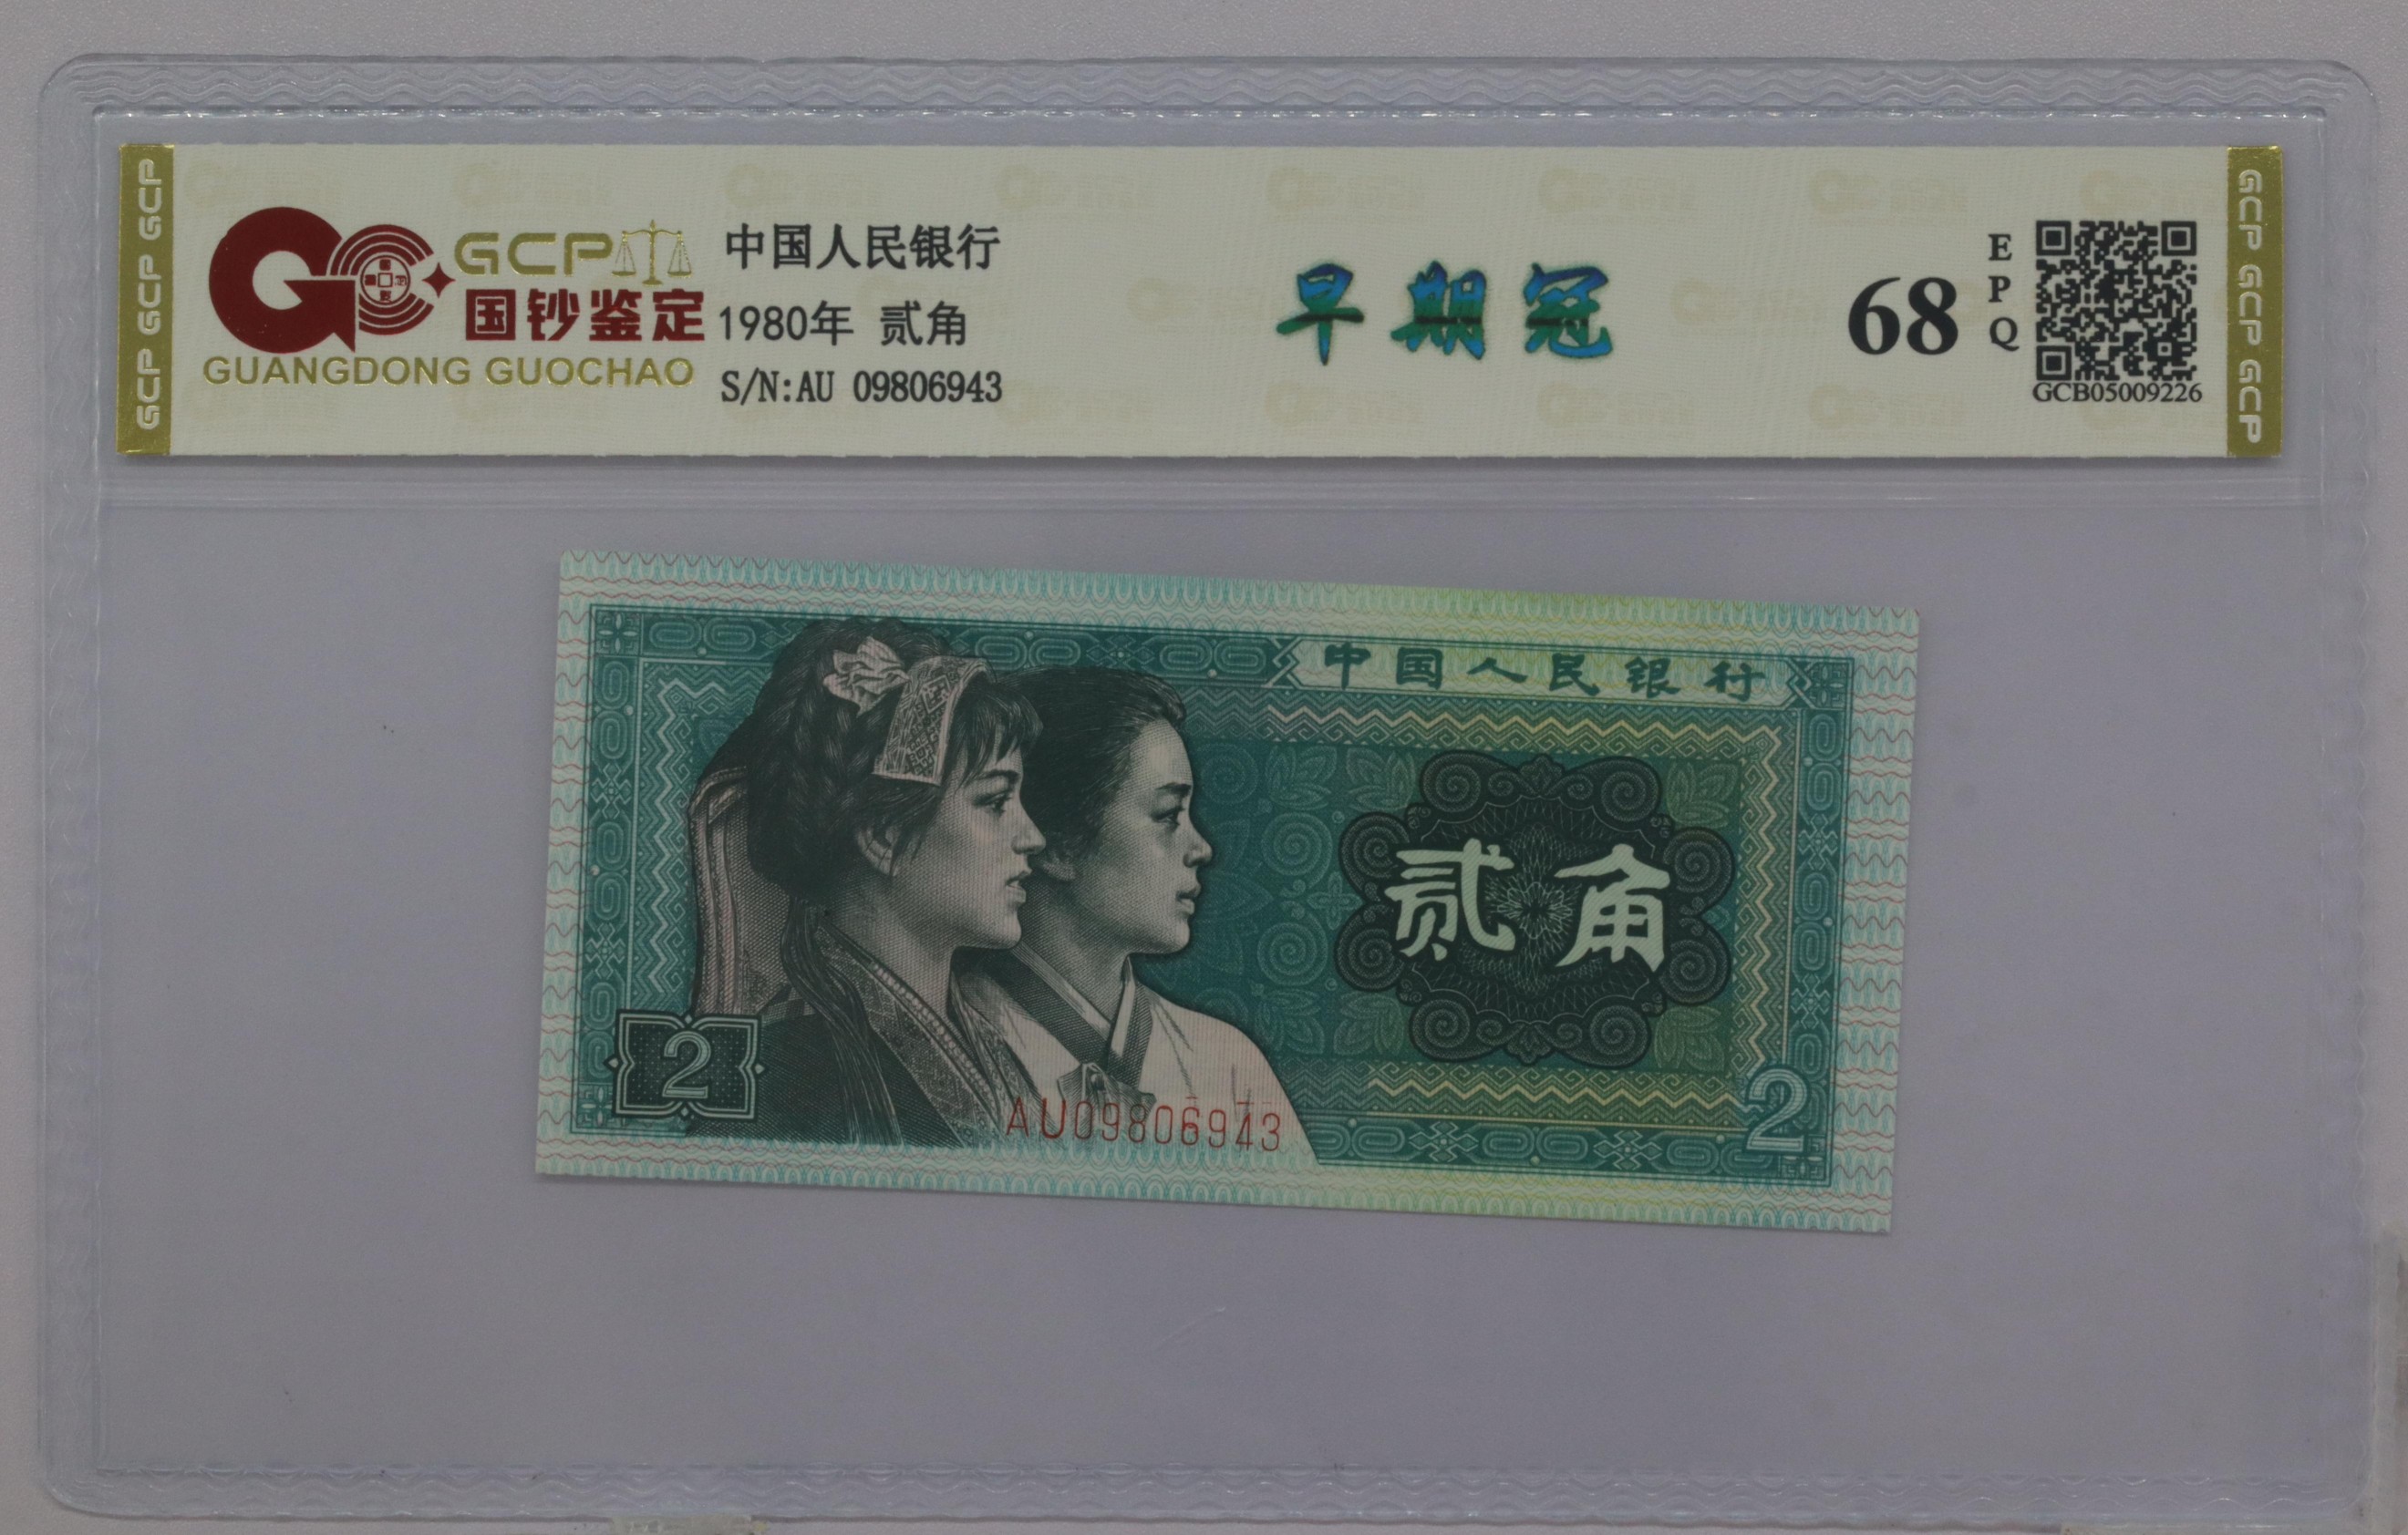 GCP GCP GCP
GCP
国钞鉴定
GUANGDONG GUOCHAO
中国人民银行
1980年 贰角
S/N:AU 09806943
早期冠
68
EPQ
GCB05009226
GCP GCP GCP
中国人民银行
贰角
2
AU09806943
2